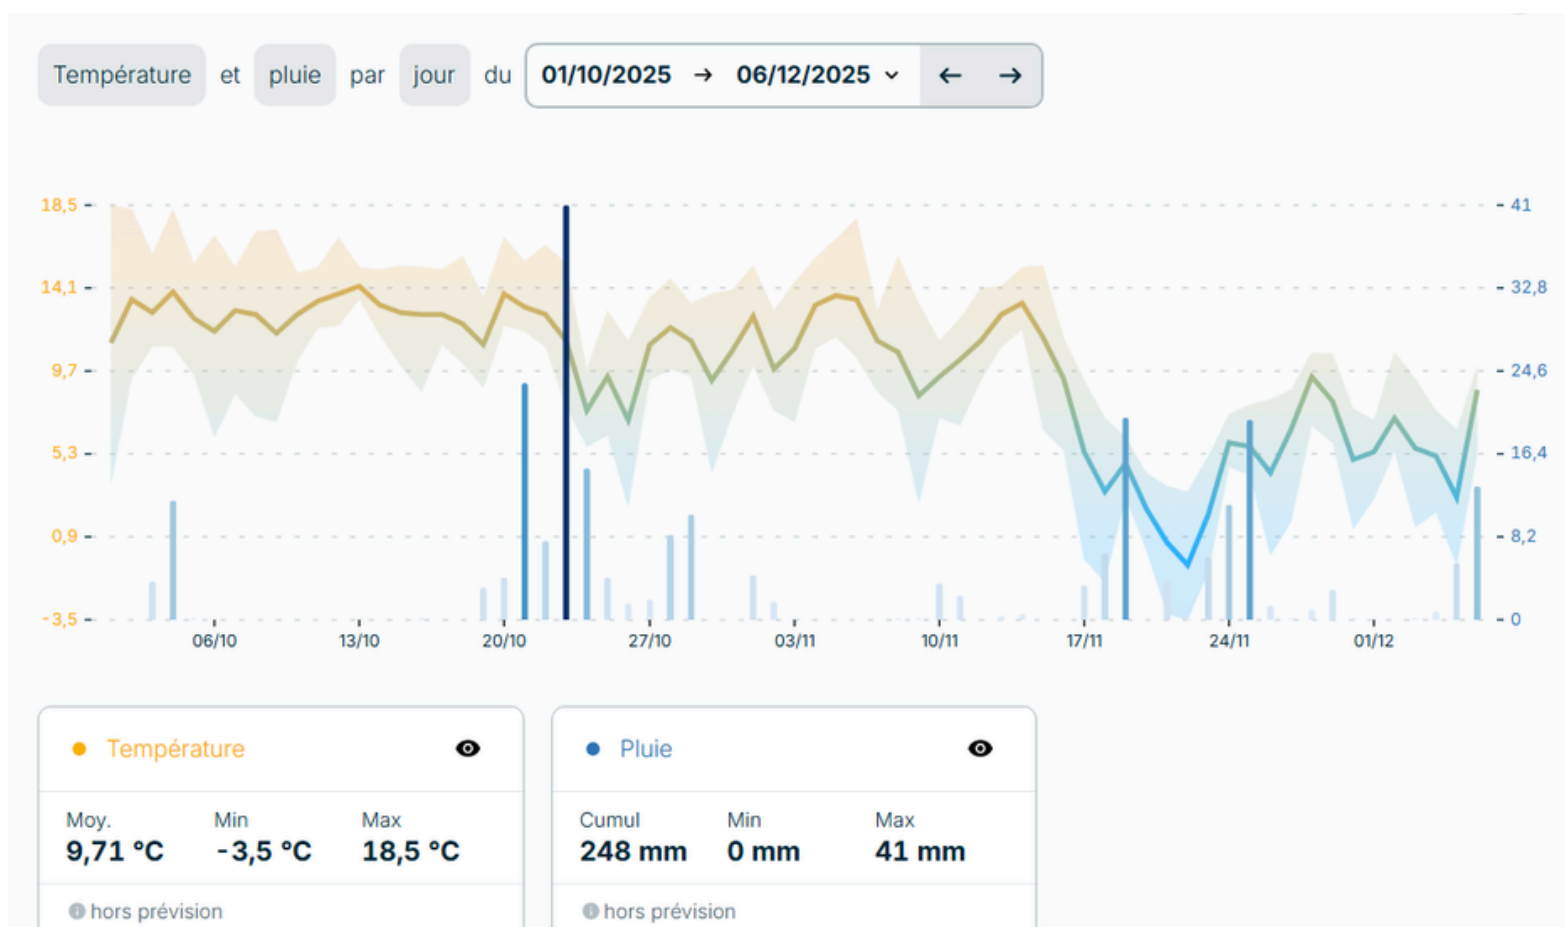 Température et pluie par jour du 01/10/2025 → 06/12/2025 ← →
18,5 41
14,1 32,8
9,7 24,6
5,3 16,4
0,9 8,2
-3,5 0
06/10 13/10 20/10 27/10 03/11 10/11 17/11 24/11 01/12
Température
Moy. Min Max
9,71 °C -3,5 °C 18,5 °C
hors prévision
Pluie
Cumul Min Max
248 mm 0 mm 41 mm
hors prévision